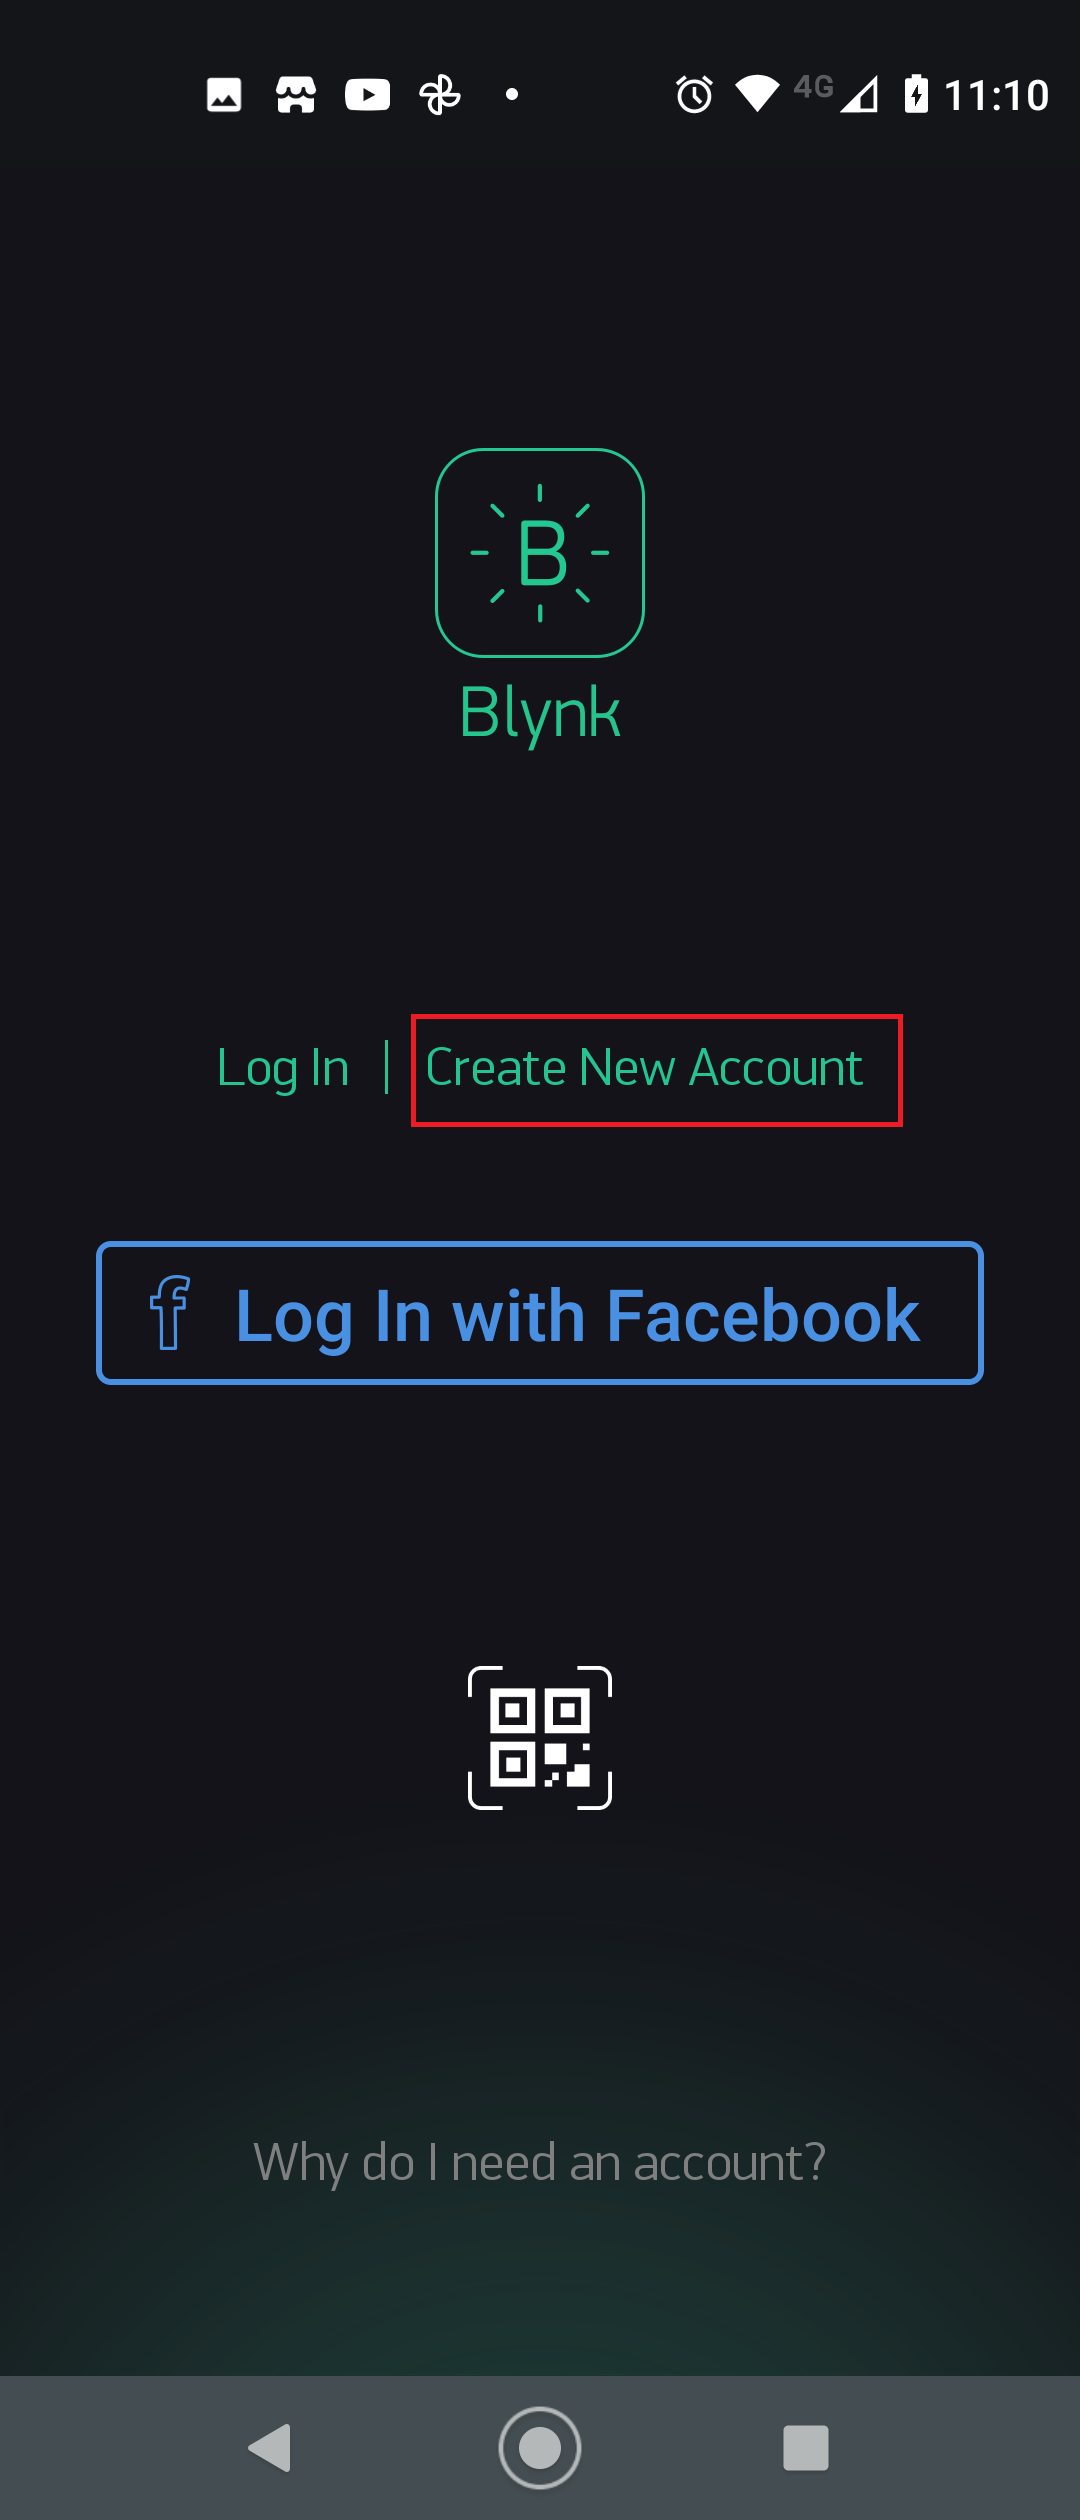 4G 11:10
B
Blynk
Log In | Create New Account
f Log In with Facebook
Why do I need an account?